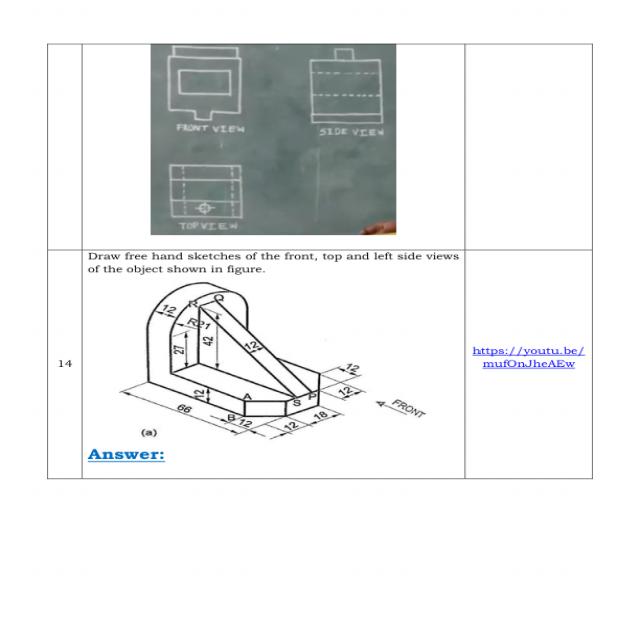 FRONT VIEW
SIDE VIEW
TOP VIEW
14
Draw free hand sketches of the front, top and left side views
of the object shown in figure.
R
Q
12
R21
27
42
12
12
12
12
A
S
P
B
66
12
12
18
FRONT
(a)
Answer:
https://youtu.be/
mufOnJheAEw